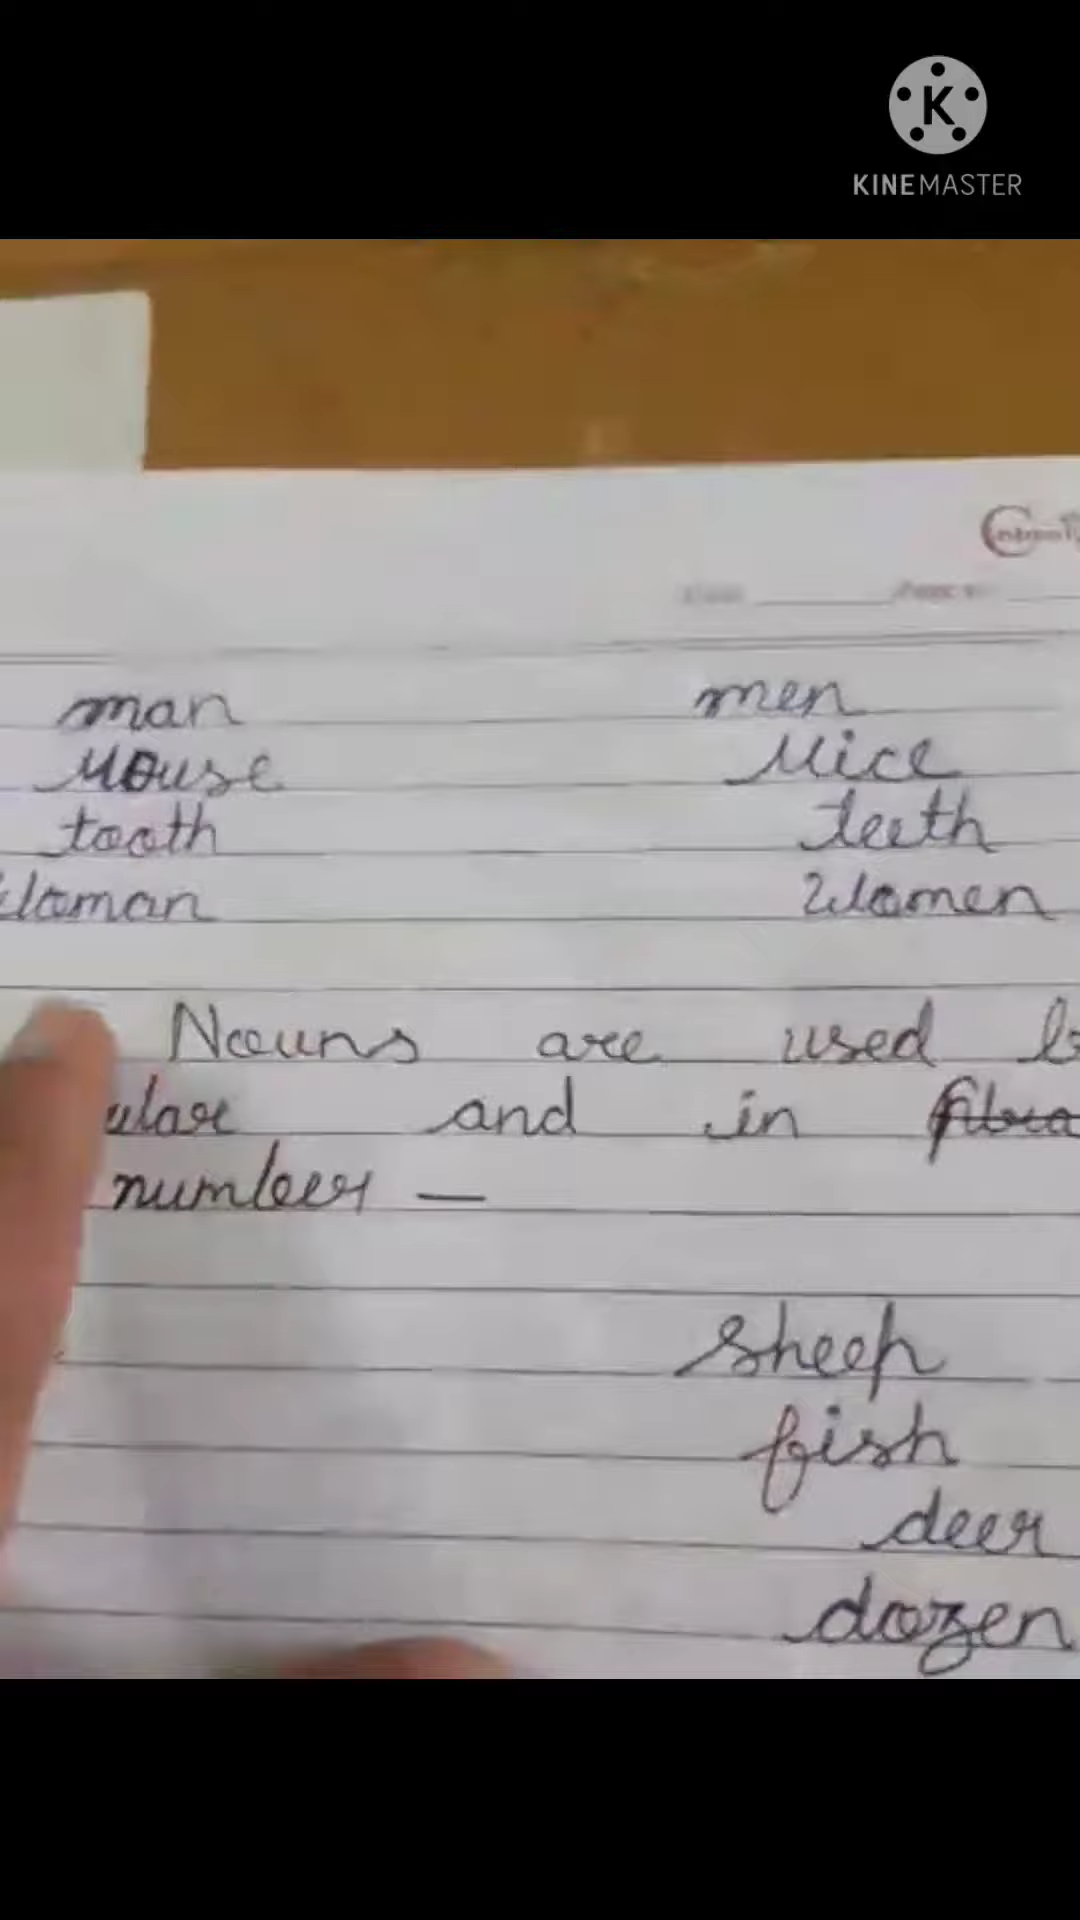 KINEMASTER
man men
Mouse Mice
tooth teeth
Woman Women
Nouns are used
and in
number —
sheep
fish
deer
dozen